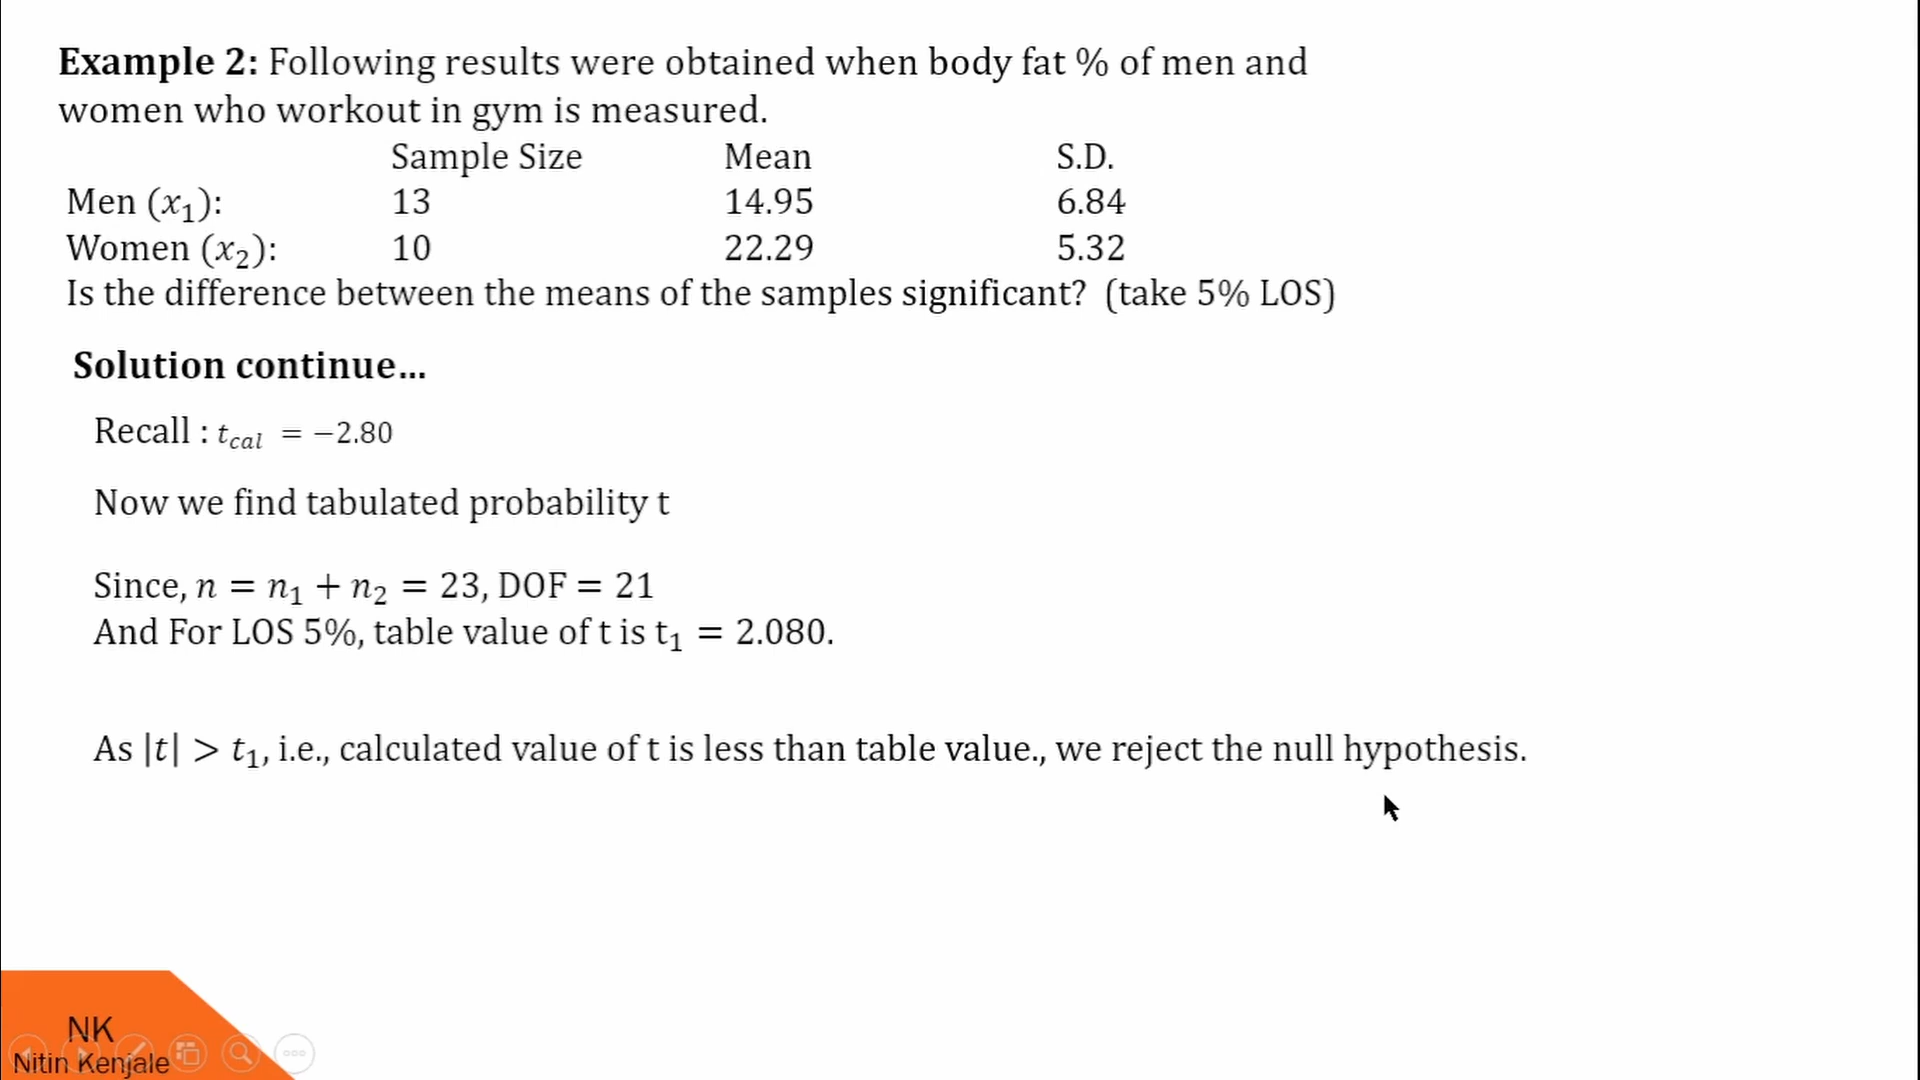 Example 2: Following results were obtained when body fat % of men and
women who workout in gym is measured.
Sample Size Mean S.D.
Men (x₁): 13 14.95 6.84
Women (x₂): 10 22.29 5.32
Is the difference between the means of the samples significant? (take 5% LOS)
Solution continue...
Recall : t_cal = −2.80
Now we find tabulated probability t
Since, n = n₁ + n₂ = 23, DOF = 21
And For LOS 5%, table value of t is t₁ = 2.080.
As |t| > t₁, i.e., calculated value of t is less than table value., we reject the null hypothesis.
NK
Nitin Kenjale